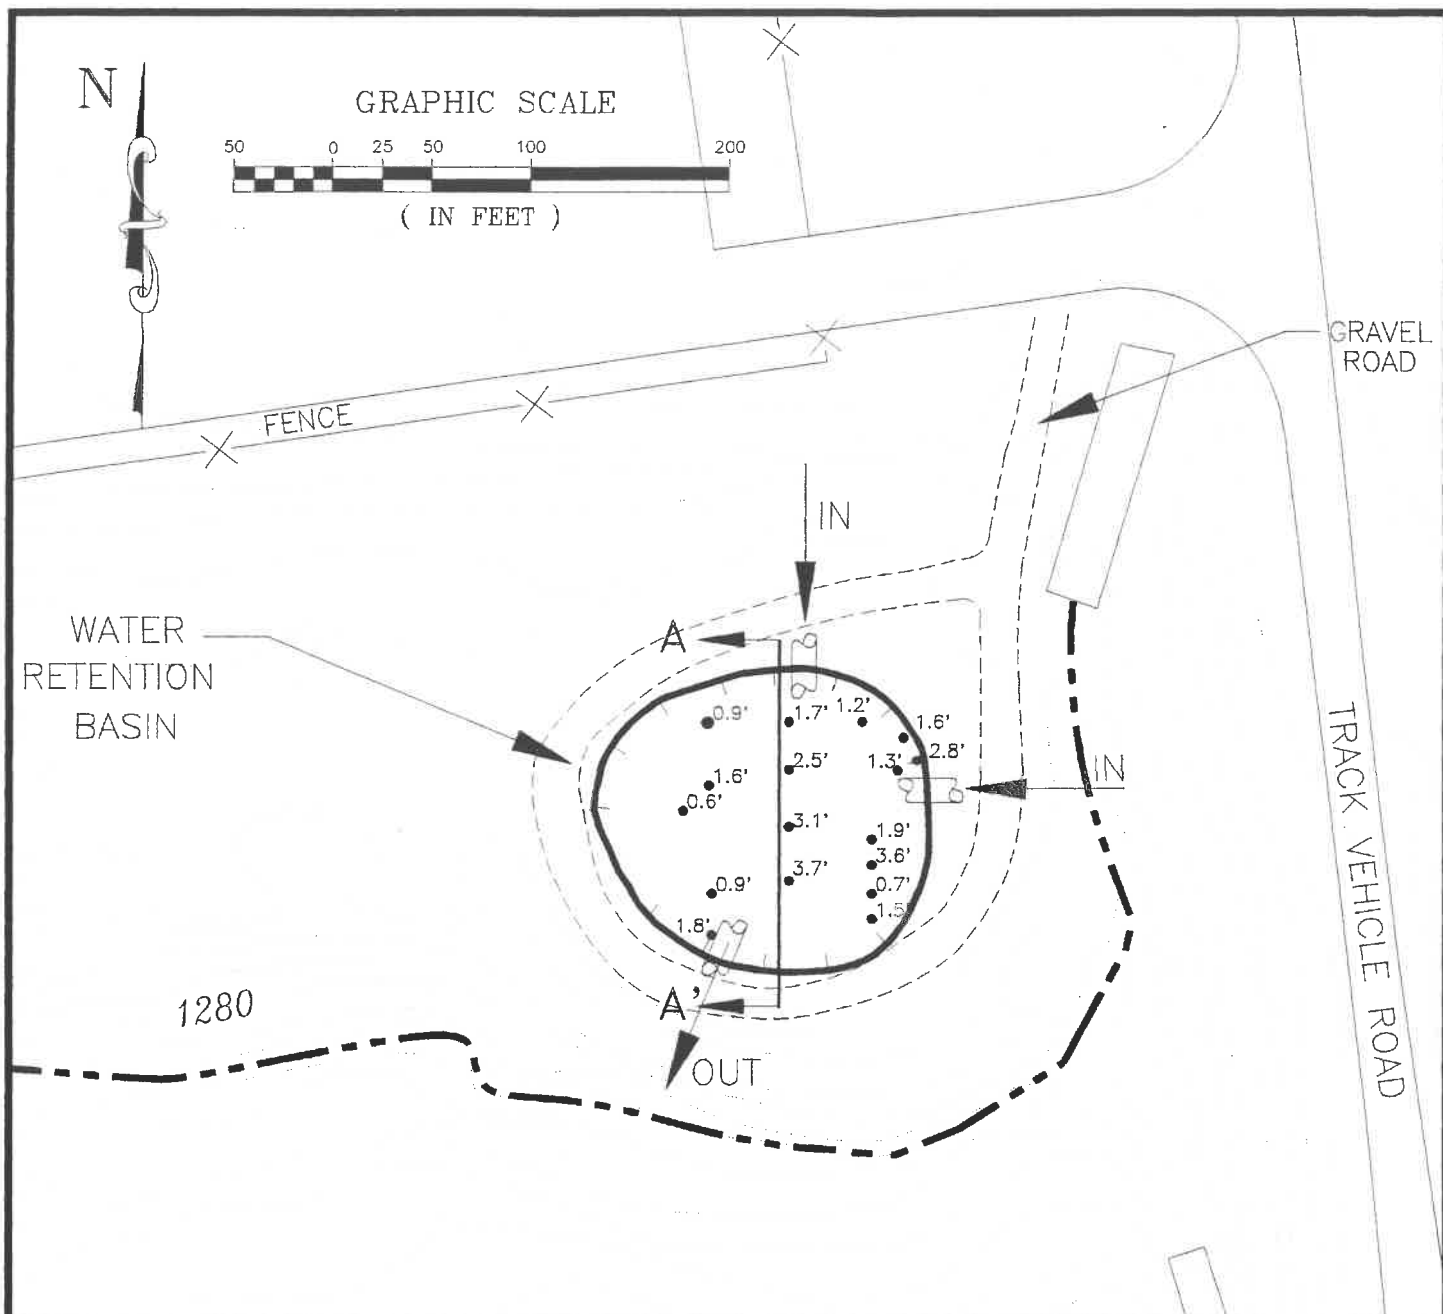 N
GRAPHIC SCALE
50 0 25 50 100 200
( IN FEET )
GRAVEL
ROAD
FENCE
IN
WATER
RETENTION
BASIN
A
0.9'
1.7'
1.2'
1.6'
2.8'
2.5'
1.3'
IN
1.6'
0.6'
3.1'
1.9'
3.6'
3.7'
0.9'
0.7'
1.5'
1.8'
A'
OUT
1280
TRACK VEHICLE ROAD